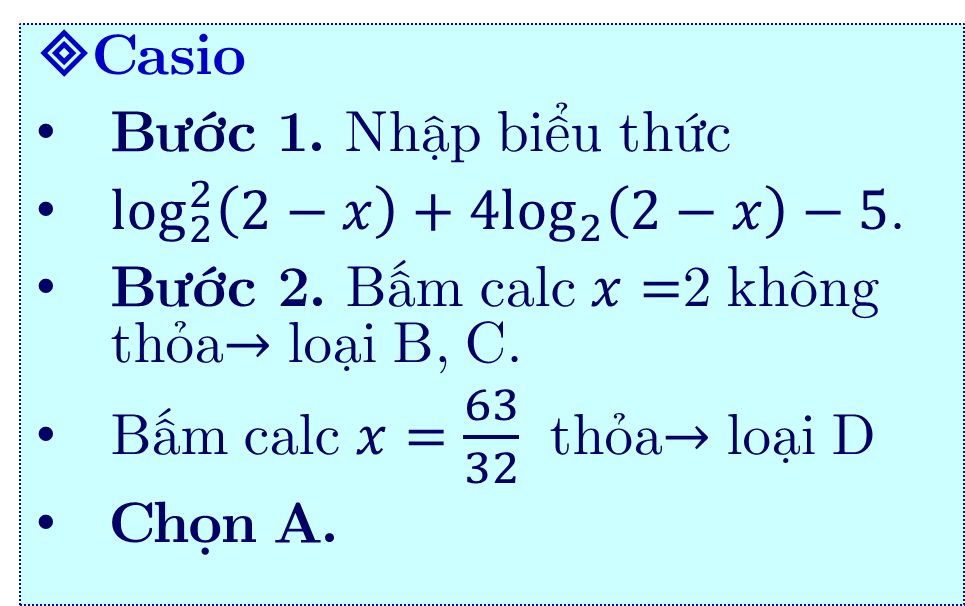 Casio
• Bước 1. Nhập biểu thức
• log₂²(2 − x) + 4log₂(2 − x) − 5.
• Bước 2. Bấm calc x =2 không
thỏa→ loại B, C.
• Bấm calc x = 63/32 thỏa→ loại D
• Chọn A.